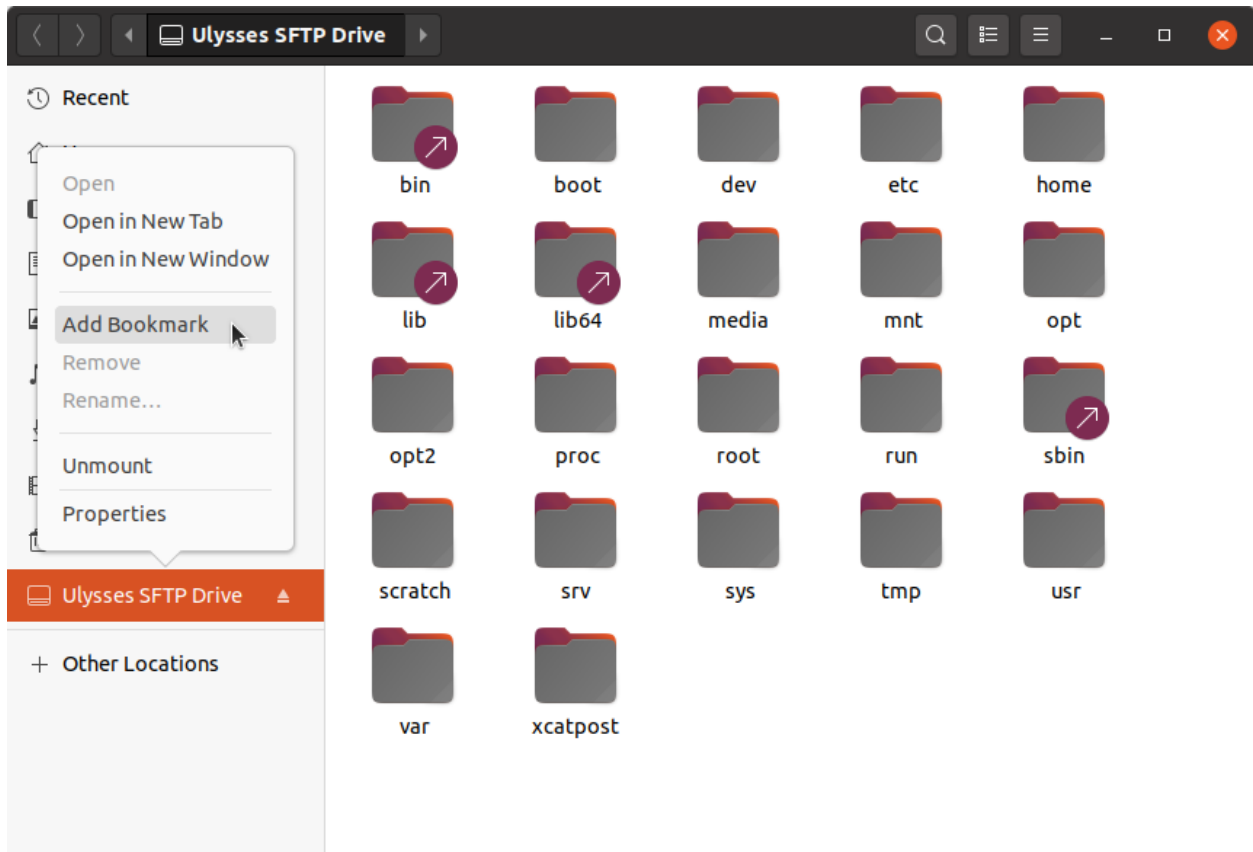 Ulysses SFTP Drive
Recent
Open
Open in New Tab
Open in New Window
Add Bookmark
Remove
Rename…
Unmount
Properties
Ulysses SFTP Drive
Other Locations
bin boot dev etc home
lib lib64 media mnt opt
opt2 proc root run sbin
scratch srv sys tmp usr
var xcatpost